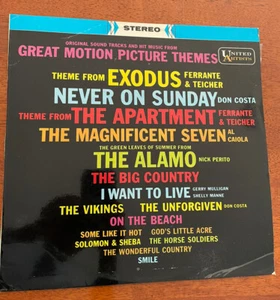 STEREO
ORIGINAL SOUND TRACKS AND HIT MUSIC FROM
GREAT MOTION PICTURE THEMES
UNITED ARTISTS
THEME FROM EXODUS FERRANTE & TEICHER
NEVER ON SUNDAY DON COSTA
THEME FROM THE APARTMENT FERRANTE & TEICHER
THE MAGNIFICENT SEVEN AL CAIOLA
THE GREEN LEAVES OF SUMMER FROM
THE ALAMO NICK PERITO
THE BIG COUNTRY
I WANT TO LIVE GERRY MULLIGAN SHELLY MANNE
THE VIKINGS THE UNFORGIVEN DON COSTA
ON THE BEACH
SOME LIKE IT HOT GOD'S LITTLE ACRE
SOLOMON & SHEBA THE HORSE SOLDIERS
THE WONDERFUL COUNTRY
SMILE